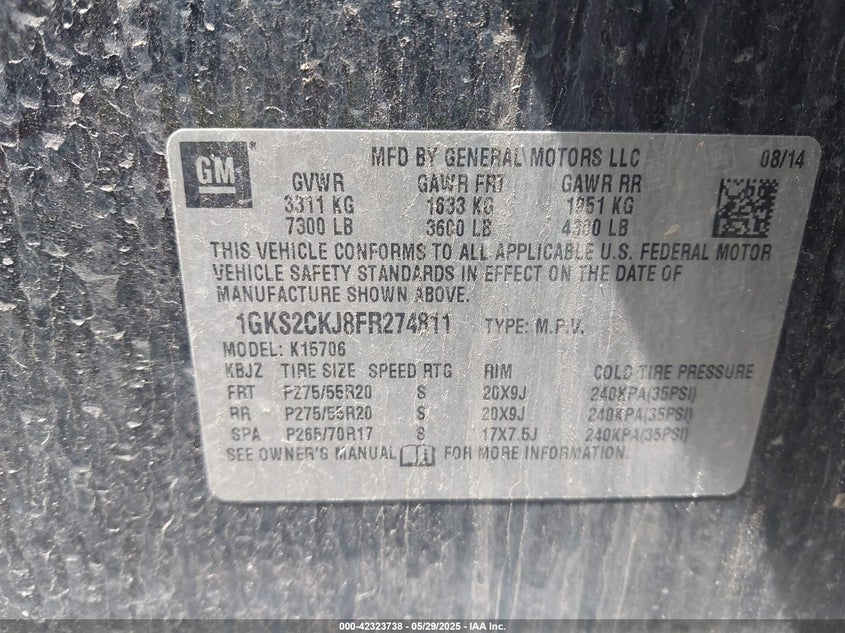 GM
MFD BY GENERAL MOTORS LLC 08/14
GVWR GAWR FRT GAWR RR
3311 KG 1633 KG 1951 KG
7300 LB 3600 LB 4300 LB
THIS VEHICLE CONFORMS TO ALL APPLICABLE U.S. FEDERAL MOTOR
VEHICLE SAFETY STANDARDS IN EFFECT ON THE DATE OF
MANUFACTURE SHOWN ABOVE.
1GKS2CKJ8FR274811 TYPE: M.P.V.
MODEL: K15706
KBJZ TIRE SIZE SPEED RTG RIM COLD TIRE PRESSURE
FRT P275/55R20 S 20X9J 240KPA(35PSI)
RR P275/55R20 S 20X9J 240KPA(35PSI)
SPA P265/70R17 S 17X7.5J 240KPA(35PSI)
SEE OWNER'S MANUAL FOR MORE INFORMATION.
000-42323738 - 05/29/2025 - IAA Inc.